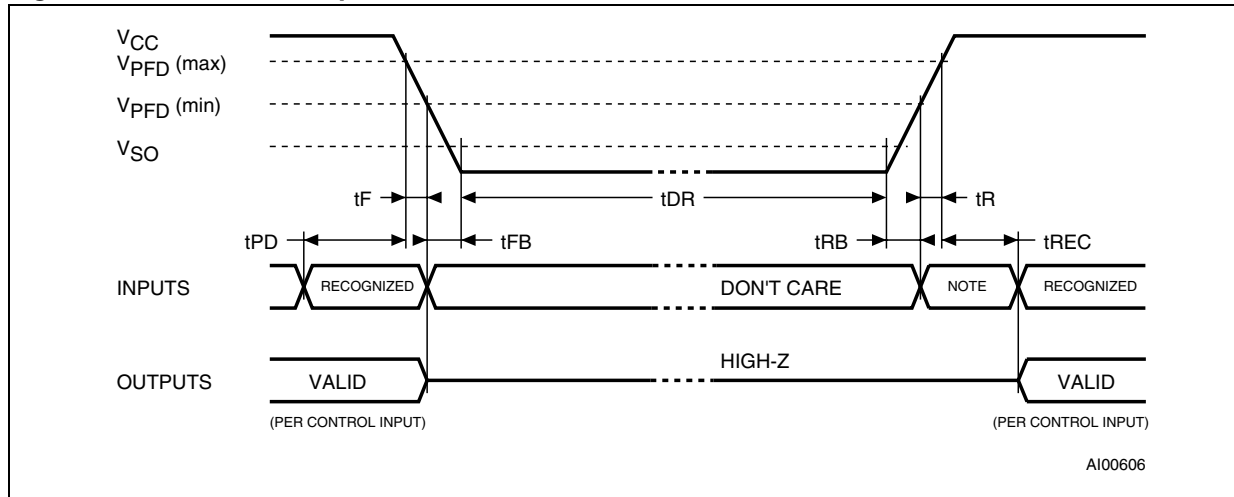 VCC
VPFD (max)
VPFD (min)
VSO
tF
tDR
tR
tPD
tFB
tRB
tREC
INPUTS
RECOGNIZED
DON'T CARE
NOTE
RECOGNIZED
HIGH-Z
OUTPUTS
VALID
VALID
(PER CONTROL INPUT)
(PER CONTROL INPUT)
AI00606